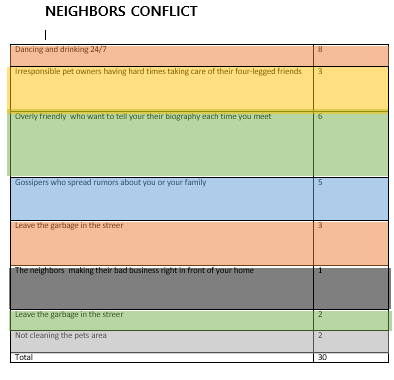 NEIGHBORS CONFLICT
Dancing and drinking 24/7 8
Irresponsible pet owners having hard times taking care of their four-legged friends 3
Overly friendly who want to tell your their biography each time you meet 6
Gossipers who spread rumors about you or your family 5
Leave the garbage in the streer 3
The neighbors making their bad business right in front of your home 1
Leave the garbage in the streer 2
Not cleaning the pets area 2
Total 30